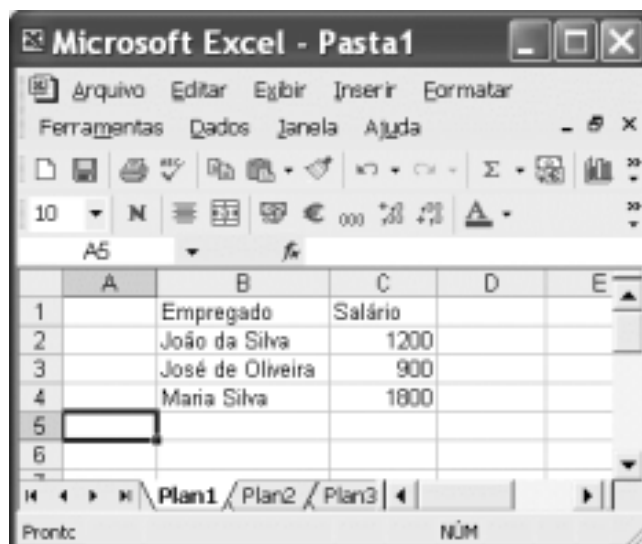 Microsoft Excel - Pasta1
Arquivo Editar Exibir Inserir Formatar
Ferramentas Dados Janela Ajuda
10 N € 000 A
A5 fx
A B C D E
1 Empregado Salário
2 João da Silva 1200
3 José de Oliveira 900
4 Maria Silva 1800
5
6
Plan1 Plan2 Plan3
Pronto NÚM